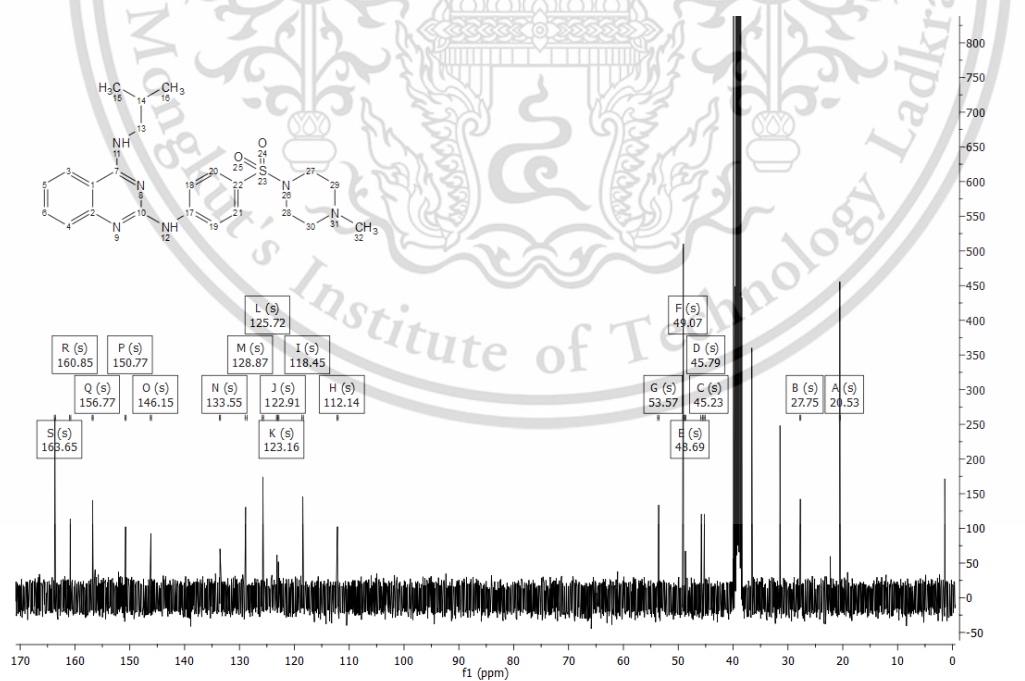 Mongkut's Institute of Technology Ladkra
H₃C
CH₃
15
16
14
13
NH
11
O
24
O
25
S
23
27
3
20
5
1
N
8
18
22
N
26
29
6
2
10
28
N
31
4
N
9
NH
12
17
19
21
30
CH₃
32
L (s)
125.72
F (s)
49.07
R (s)
160.85
P (s)
150.77
M (s)
128.87
I (s)
118.45
D (s)
45.79
Q (s)
156.77
O (s)
146.15
N (s)
133.55
J (s)
122.91
H (s)
112.14
G (s)
53.57
C (s)
45.23
B (s)
27.75
A (s)
20.53
S (s)
163.65
K (s)
123.16
E (s)
48.69
800
750
700
650
600
550
500
450
400
350
300
250
200
150
100
50
0
-50
170 160 150 140 130 120 110 100 90 80 70 60 50 40 30 20 10 0
f1 (ppm)